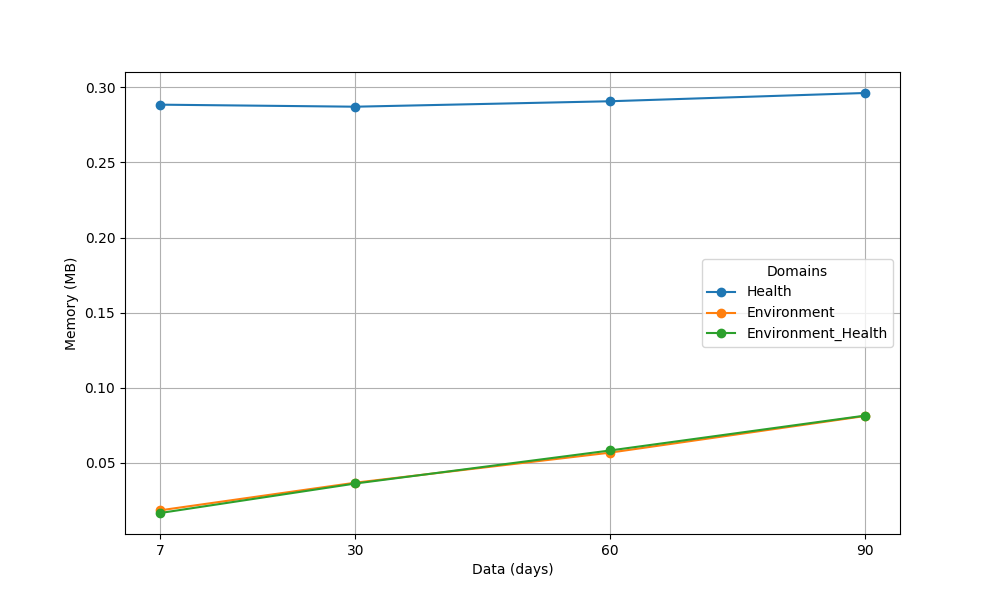 0.30
0.25
0.20
0.15
0.10
0.05
Memory (MB)
7 30 60 90
Data (days)
Domains
Health
Environment
Environment_Health